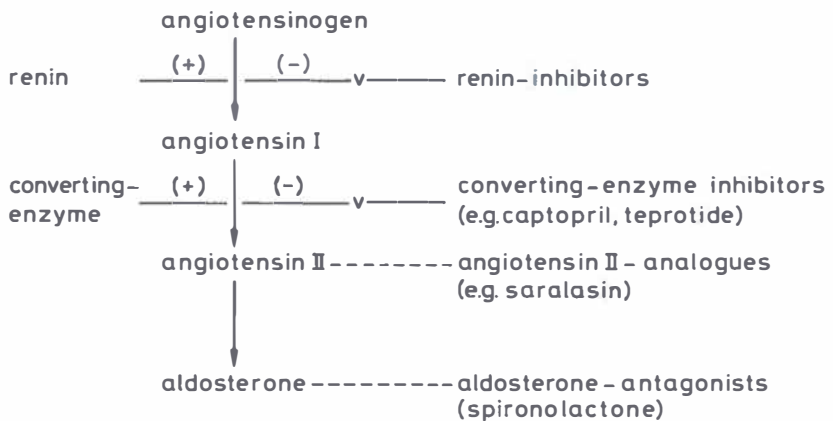 angiotensinogen
(+) (-)
renin v renin-inhibitors
angiotensin I
converting- (+) (-) converting-enzyme inhibitors
enzyme v (e.g.captopril, teprotide)
angiotensin II angiotensin II-analogues
(e.g. saralasin)
aldosterone aldosterone-antagonists
(spironolactone)